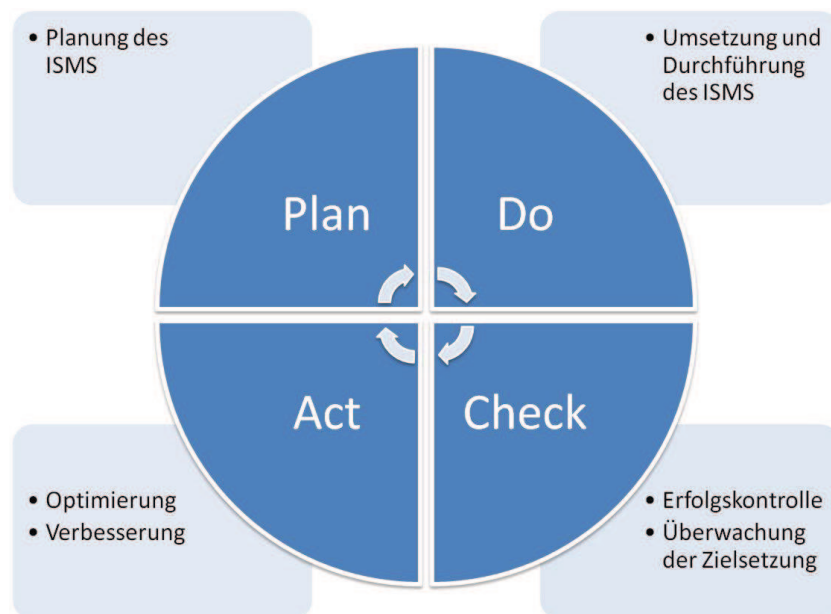 • Planung des
ISMS
• Umsetzung und
Durchführung
des ISMS
Plan
Do
Act
Check
• Optimierung
• Verbesserung
• Erfolgskontrolle
• Überwachung
der Zielsetzung